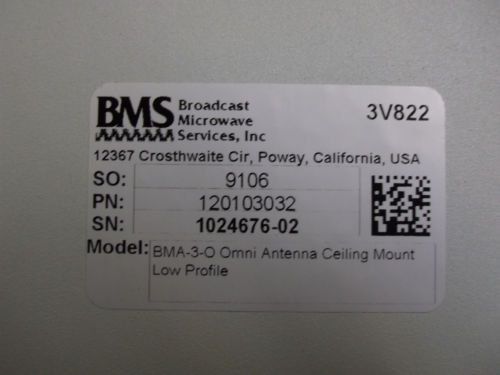 BMS Broadcast
Microwave
Services, Inc
3V822
12367 Crosthwaite Cir, Poway, California, USA
SO: 9106
PN: 120103032
SN: 1024676-02
Model: BMA-3-O Omni Antenna Ceiling Mount
Low Profile